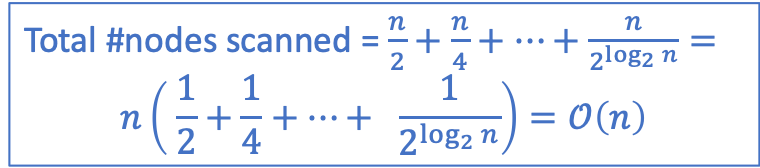 Total #nodes scanned = n/2 + n/4 + ⋯ + n/2^{log₂ n} =
n(1/2 + 1/4 + ⋯ + 1/2^{log₂ n}) = 𝒪(n)